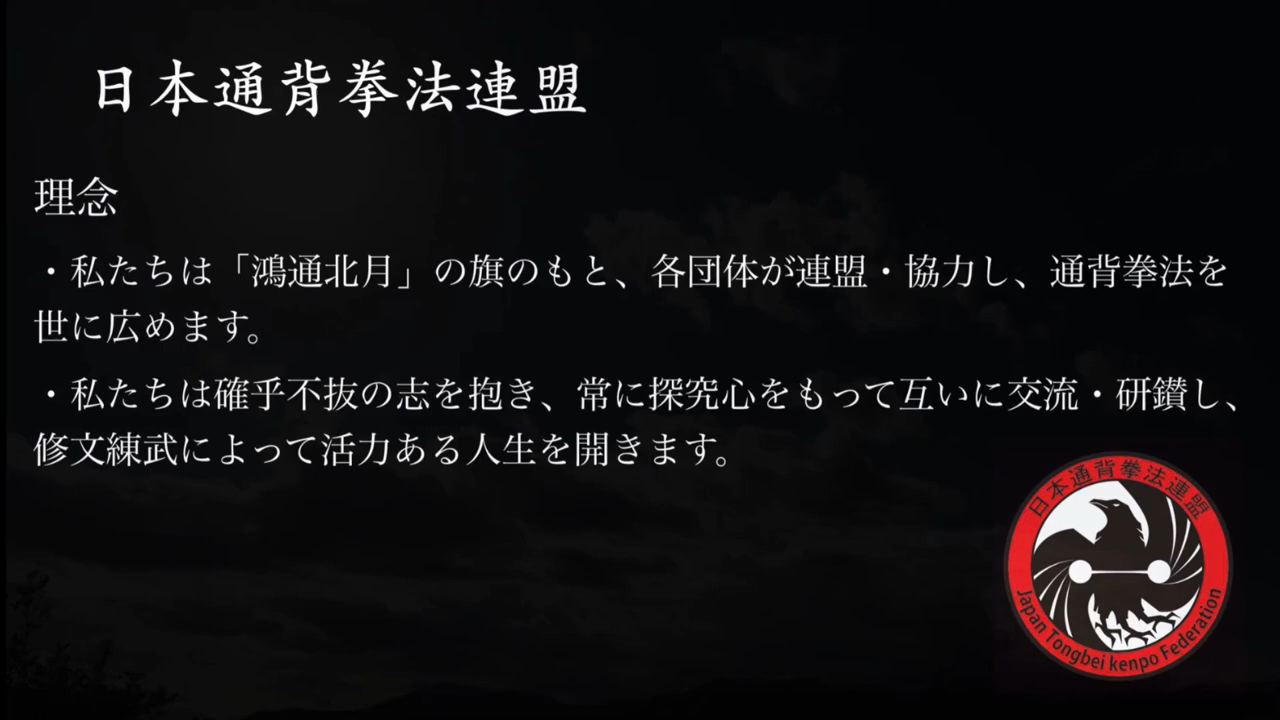 日本通背拳法連盟
理念
・私たちは「鴻通北月」の旗のもと、各団体が連盟・協力し、通背拳法を
世に広めます。
・私たちは確乎不抜の志を抱き、常に探究心をもって互いに交流・研鑚し、
修文練武によって活力ある人生を開きます。
日本通背拳法連盟
Japan Tongbei kenpo Federation